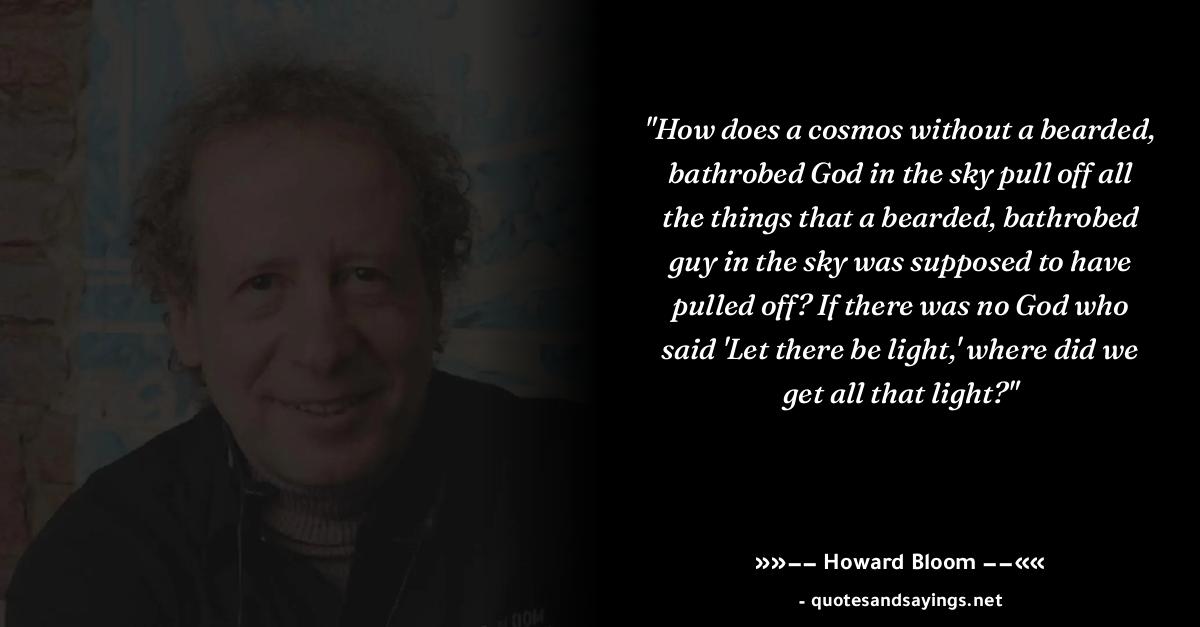 "How does a cosmos without a bearded,
bathrobed God in the sky pull off all
the things that a bearded, bathrobed
guy in the sky was supposed to have
pulled off? If there was no God who
said 'Let there be light,' where did we
get all that light?"
»»−− Howard Bloom −−««
- quotesandsayings.net